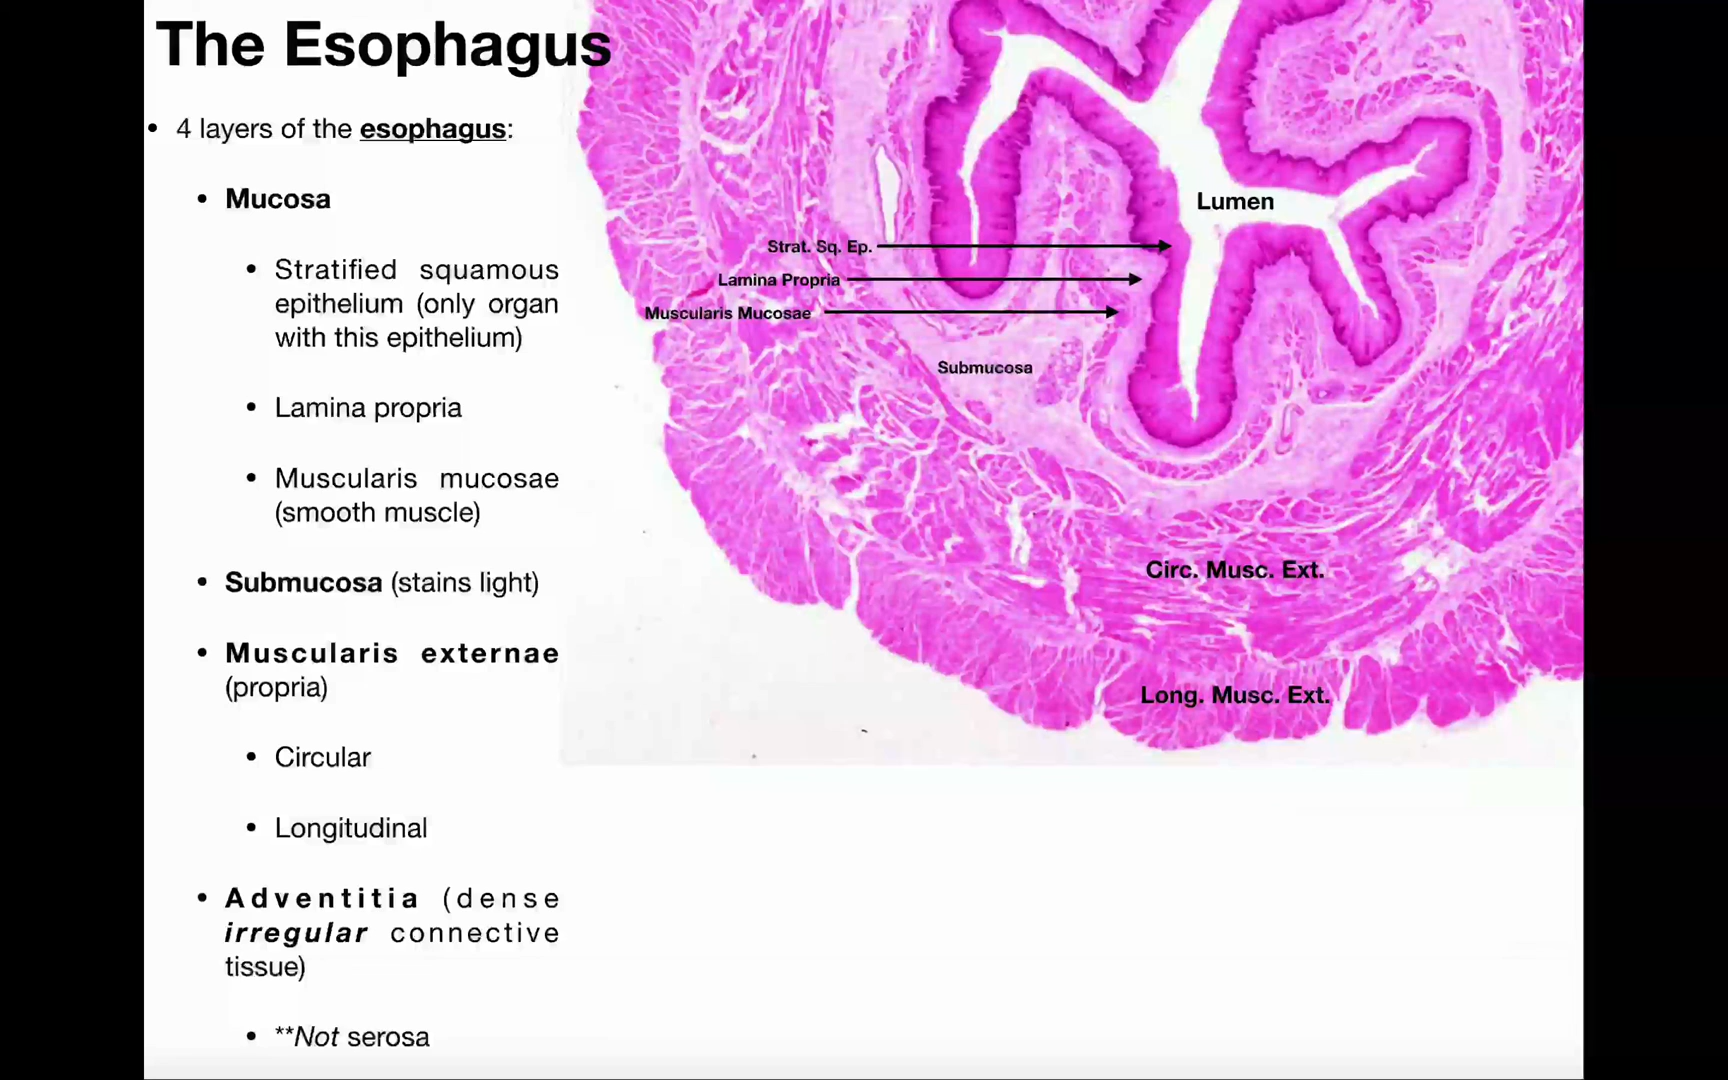 The Esophagus
• 4 layers of the esophagus:
• Mucosa
• Stratified squamous
epithelium (only organ
with this epithelium)
• Lamina propria
• Muscularis mucosae
(smooth muscle)
• Submucosa (stains light)
• Muscularis externae
(propria)
• Circular
• Longitudinal
• Adventitia (dense
irregular connective
tissue)
• **Not serosa
Lumen
Strat. Sq. Ep.
Lamina Propria
Muscularis Mucosae
Submucosa
Circ. Musc. Ext.
Long. Musc. Ext.